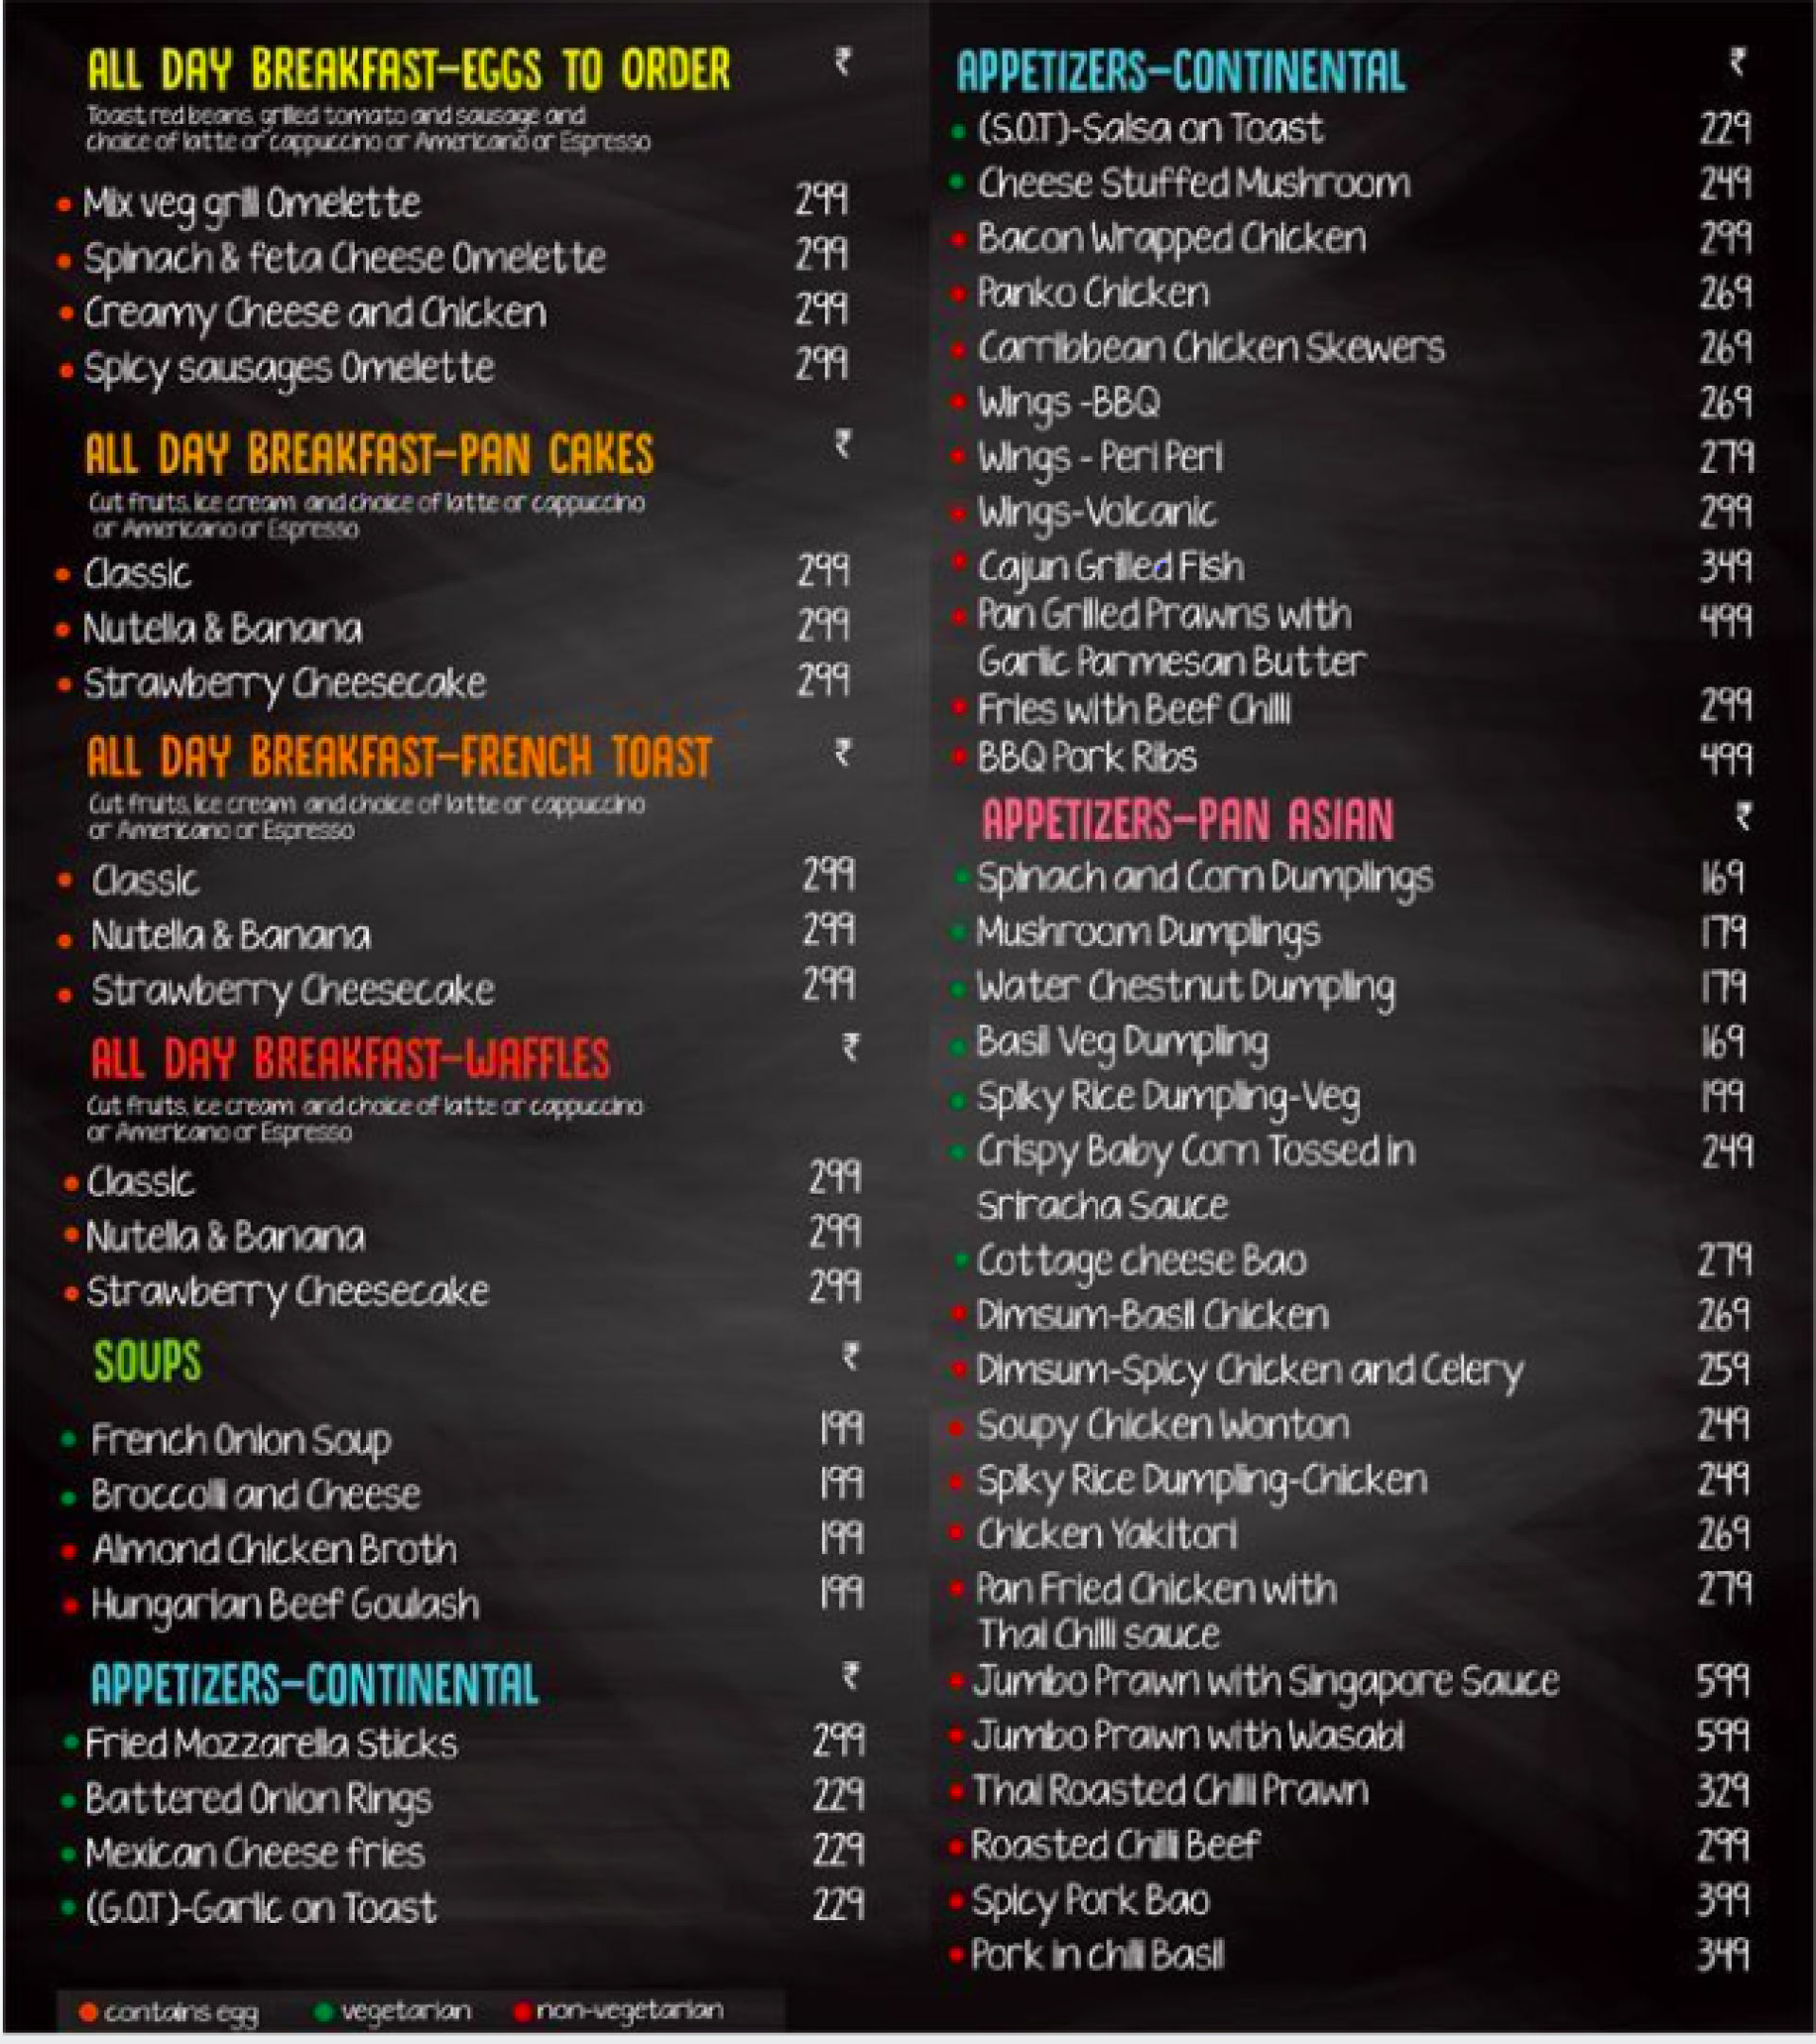 ALL DAY BREAKFAST-EGGS TO ORDER ₹
Toast, red beans, grilled tomato and sausage and
choice of latte or cappuccino or Americano or Espresso
Mix veg grill Omelette 299
Spinach & feta Cheese Omelette 299
Creamy Cheese and Chicken 299
Spicy sausages Omelette 299
ALL DAY BREAKFAST-PAN CAKES ₹
Cut fruits, ice cream and choice of latte or cappuccino
or Americano or Espresso
Classic 299
Nutella & Banana 299
Strawberry Cheesecake 299
ALL DAY BREAKFAST-FRENCH TOAST ₹
Cut fruits, ice cream and choice of latte or cappuccino
or Americano or Espresso
Classic 299
Nutella & Banana 299
Strawberry Cheesecake 299
ALL DAY BREAKFAST-WAFFLES ₹
Cut fruits, ice cream and choice of latte or cappuccino
or Americano or Espresso
Classic 299
Nutella & Banana 299
Strawberry Cheesecake 299
SOUPS ₹
French Onion Soup 199
Broccolli and Cheese 199
Almond Chicken Broth 199
Hungarian Beef Goulash 199
APPETIZERS-CONTINENTAL ₹
Fried Mozzarella Sticks 299
Battered Onion Rings 229
Mexican Cheese fries 229
(G.O.T)-Garlic on Toast 229
contains egg vegetarian non-vegetarian
APPETIZERS-CONTINENTAL ₹
(S.O.T)-Salsa on Toast 229
Cheese Stuffed Mushroom 249
Bacon Wrapped Chicken 299
Panko Chicken 269
Carribbean Chicken Skewers 269
Wings -BBQ 269
Wings - Peri Peri 279
Wings-Volcanic 299
Cajun Grilled Fish 349
Pan Grilled Prawns with 499
Garlic Parmesan Butter
Fries with Beef Chilli 299
BBQ Pork Ribs 499
APPETIZERS-PAN ASIAN ₹
Spinach and Corn Dumplings 169
Mushroom Dumplings 179
Water Chestnut Dumpling 179
Basil Veg Dumpling 169
Spiky Rice Dumpling-Veg 199
Crispy Baby Corn Tossed in 249
Sriracha Sauce
Cottage cheese Bao 279
Dimsum-Basil Chicken 269
Dimsum-Spicy Chicken and Celery 259
Soupy Chicken Wonton 249
Spiky Rice Dumpling-Chicken 249
Chicken Yakitori 269
Pan Fried Chicken with 279
Thai Chilli sauce
Jumbo Prawn with Singapore Sauce 599
Jumbo Prawn with Wasabi 599
Thai Roasted Chilli Prawn 329
Roasted Chilli Beef 299
Spicy Pork Bao 399
Pork in chili Basil 349